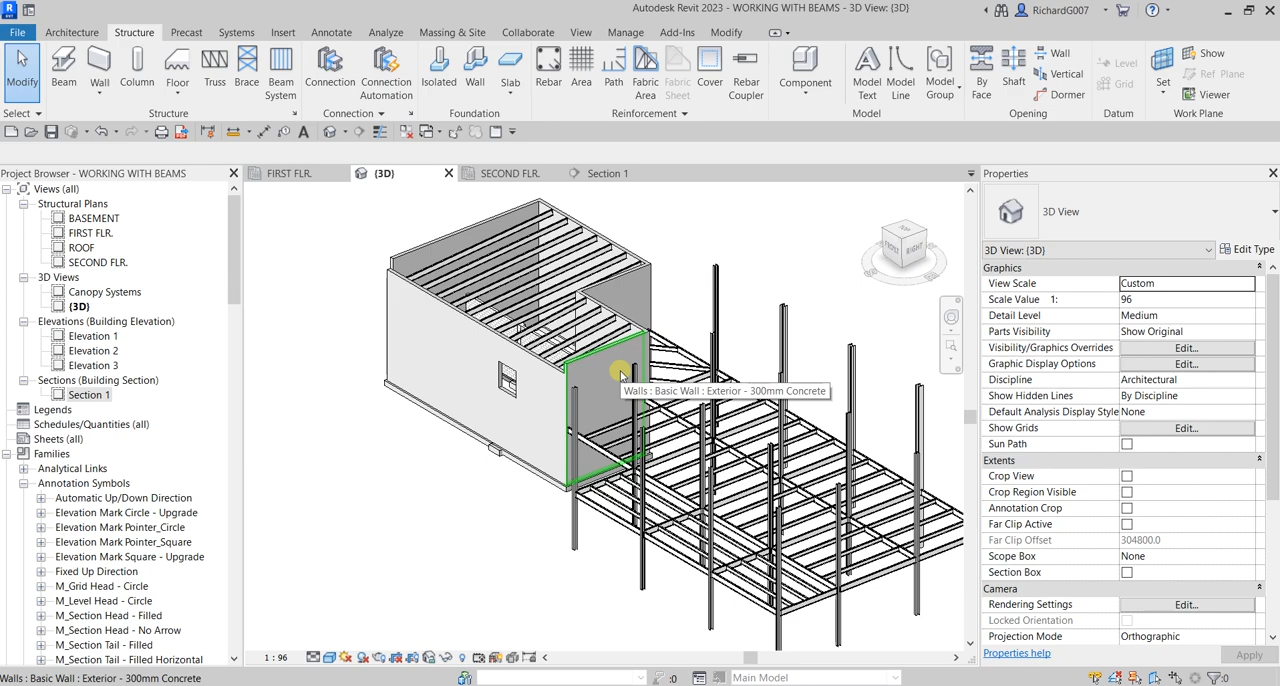 Autodesk Revit 2023 - WORKING WITH BEAMS - 3D View: {3D}
RichardG007
File Architecture Structure Precast Systems Insert Annotate Analyze Massing & Site Collaborate View Manage Add-Ins Modify
Modify Beam Wall Column Floor Truss Brace Beam System Connection Connection Automation Isolated Wall Slab Rebar Area Path Fabric Area Fabric Sheet Cover Rebar Coupler Component Model Text Model Line Model Group By Face Shaft Wall Vertical Dormer Level Grid Set Show Ref Plane Viewer
Select Structure Connection Foundation Reinforcement Model Opening Datum Work Plane
Project Browser - WORKING WITH BEAMS
Views (all)
Structural Plans
BASEMENT
FIRST FLR.
ROOF
SECOND FLR.
3D Views
Canopy Systems
{3D}
Elevations (Building Elevation)
Elevation 1
Elevation 2
Elevation 3
Sections (Building Section)
Section 1
Legends
Schedules/Quantities (all)
Sheets (all)
Families
Analytical Links
Annotation Symbols
Automatic Up/Down Direction
Elevation Mark Circle - Upgrade
Elevation Mark Pointer_Circle
Elevation Mark Pointer_Square
Elevation Mark Square - Upgrade
Fixed Up Direction
M_Grid Head - Circle
M_Level Head - Circle
M_Section Head - Filled
M_Section Head - No Arrow
M_Section Tail - Filled
M_Section Tail - Filled Horizontal
FIRST FLR. {3D} SECOND FLR. Section 1
TOP
RIGHT
Walls : Basic Wall : Exterior - 300mm Concrete
1 : 96
Properties
3D View
3D View: {3D} Edit Type
Graphics
View Scale Custom
Scale Value 1: 96
Detail Level Medium
Parts Visibility Show Original
Visibility/Graphics Overrides Edit...
Graphic Display Options Edit...
Discipline Architectural
Show Hidden Lines By Discipline
Default Analysis Display Style None
Show Grids Edit...
Sun Path
Extents
Crop View
Crop Region Visible
Annotation Crop
Far Clip Active
Far Clip Offset 304800.0
Scope Box None
Section Box
Camera
Rendering Settings Edit...
Locked Orientation
Projection Mode Orthographic
Properties help Apply
Walls : Basic Wall : Exterior - 300mm Concrete :0 Main Model :0